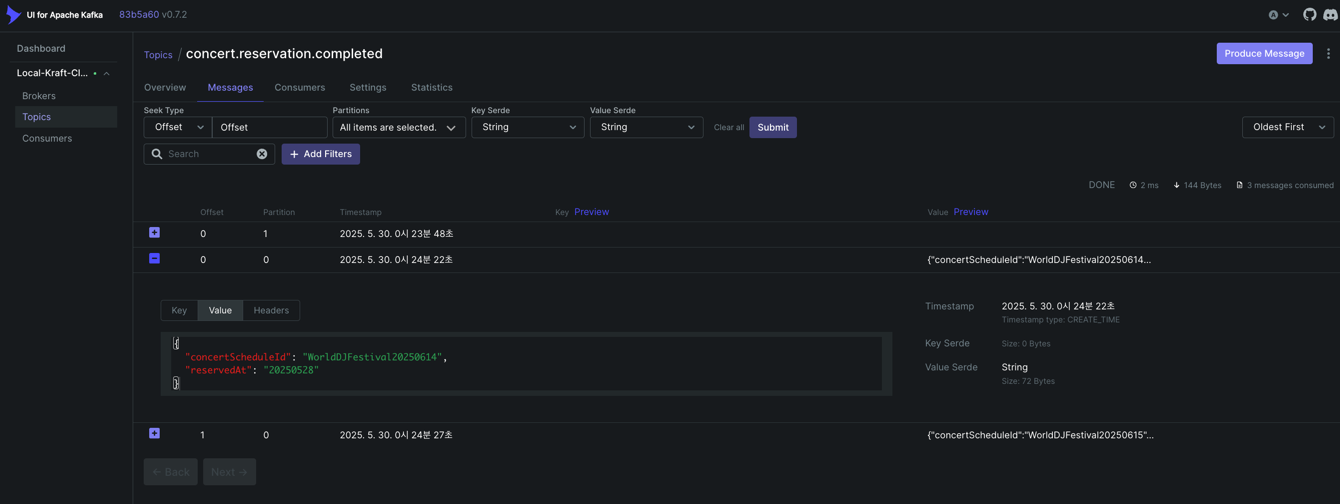 UI for Apache Kafka 83b5a60 v0.7.2 A
Dashboard
Local-Kraft-Cl...
Brokers
Topics
Consumers
Topics / concert.reservation.completed Produce Message
Overview Messages Consumers Settings Statistics
Seek Type Partitions Key Serde Value Serde
Offset Offset All items are selected. String String Clear all Submit Oldest First
Search + Add Filters
DONE 2 ms 144 Bytes 3 messages consumed
Offset Partition Timestamp Key Preview Value Preview
0 1 2025. 5. 30. 0시 23분 48초
0 0 2025. 5. 30. 0시 24분 22초 {"concertScheduleId":"WorldDJFestival20250614...
Key Value Headers
{
"concertScheduleId": "WorldDJFestival20250614",
"reservedAt": "20250528"
}
Timestamp 2025. 5. 30. 0시 24분 22초
Timestamp type: CREATE_TIME
Key Serde Size: 0 Bytes
Value Serde String
Size: 72 Bytes
1 0 2025. 5. 30. 0시 24분 27초 {"concertScheduleId":"WorldDJFestival20250615"...
← Back Next →